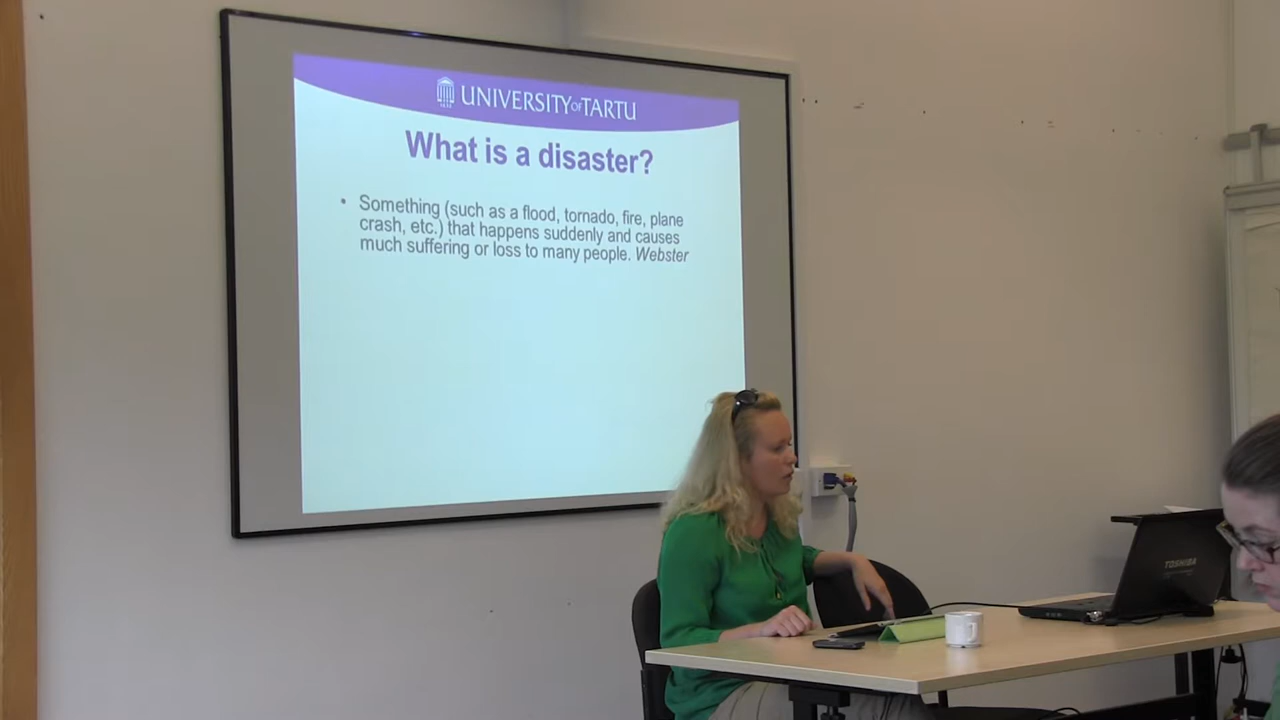 UNIVERSITY OF TARTU
What is a disaster?
• Something (such as a flood, tornado, fire, plane
crash, etc.) that happens suddenly and causes
much suffering or loss to many people. Webster
TOSHIBA